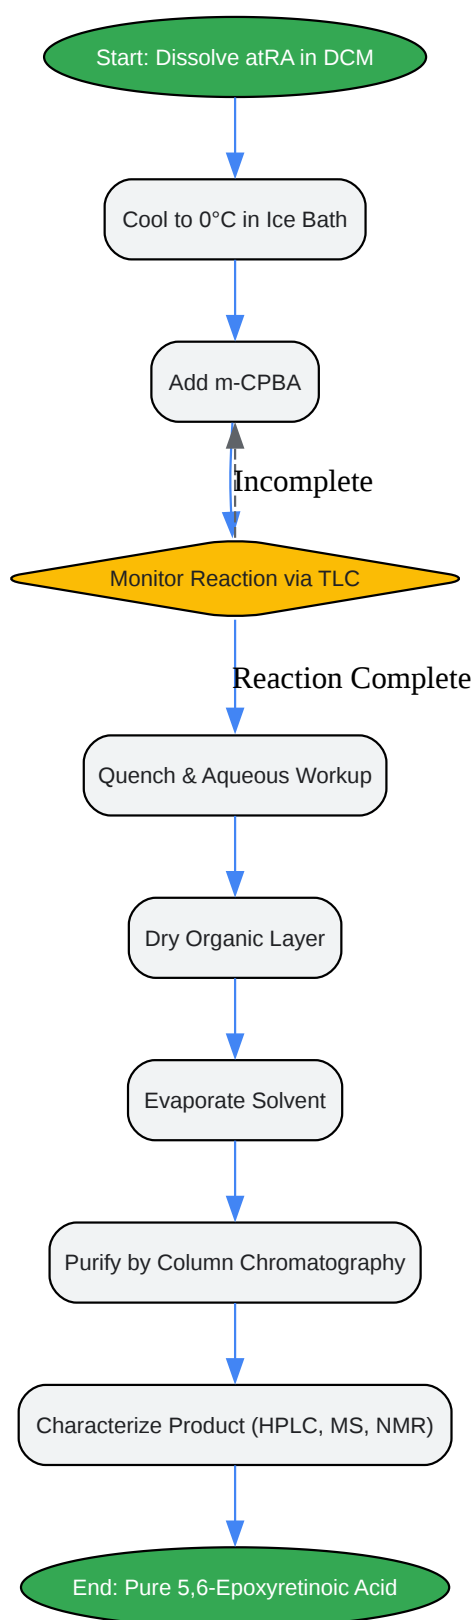 Start: Dissolve atRA in DCM
Cool to 0°C in Ice Bath
Add m-CPBA
Incomplete
Monitor Reaction via TLC
Reaction Complete
Quench & Aqueous Workup
Dry Organic Layer
Evaporate Solvent
Purify by Column Chromatography
Characterize Product (HPLC, MS, NMR)
End: Pure 5,6-Epoxyretinoic Acid